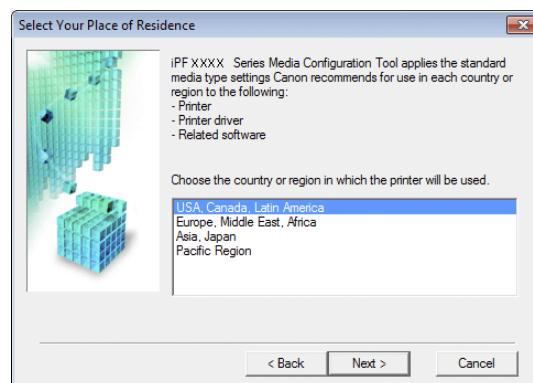 Select Your Place of Residence
iPF XXXX Series Media Configuration Tool applies the standard
media type settings Canon recommends for use in each country or
region to the following:
- Printer
- Printer driver
- Related software
Choose the country or region in which the printer will be used.
USA, Canada, Latin America
Europe, Middle East, Africa
Asia, Japan
Pacific Region
< Back
Next >
Cancel